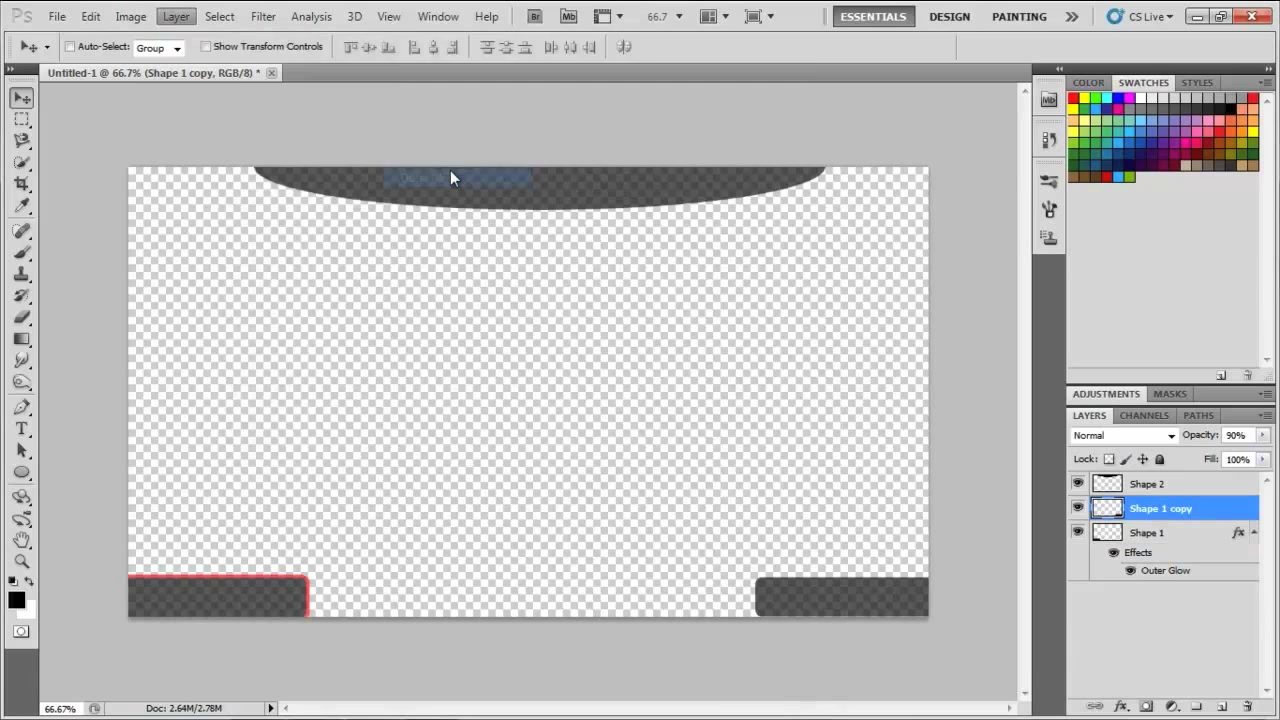 Ps File Edit Image Layer Select Filter Analysis 3D View Window Help Br Mb 66.7 ESSENTIALS DESIGN PAINTING CS Live
Auto-Select: Group Show Transform Controls
Untitled-1 @ 66.7% (Shape 1 copy, RGB/8) *
COLOR SWATCHES STYLES
Mb
T
ADJUSTMENTS MASKS
LAYERS CHANNELS PATHS
Normal Opacity: 90%
Lock: Fill: 100%
Shape 2
Shape 1 copy
Shape 1 fx
Effects
Outer Glow
66.67% Doc: 2.64M/2.78M fx